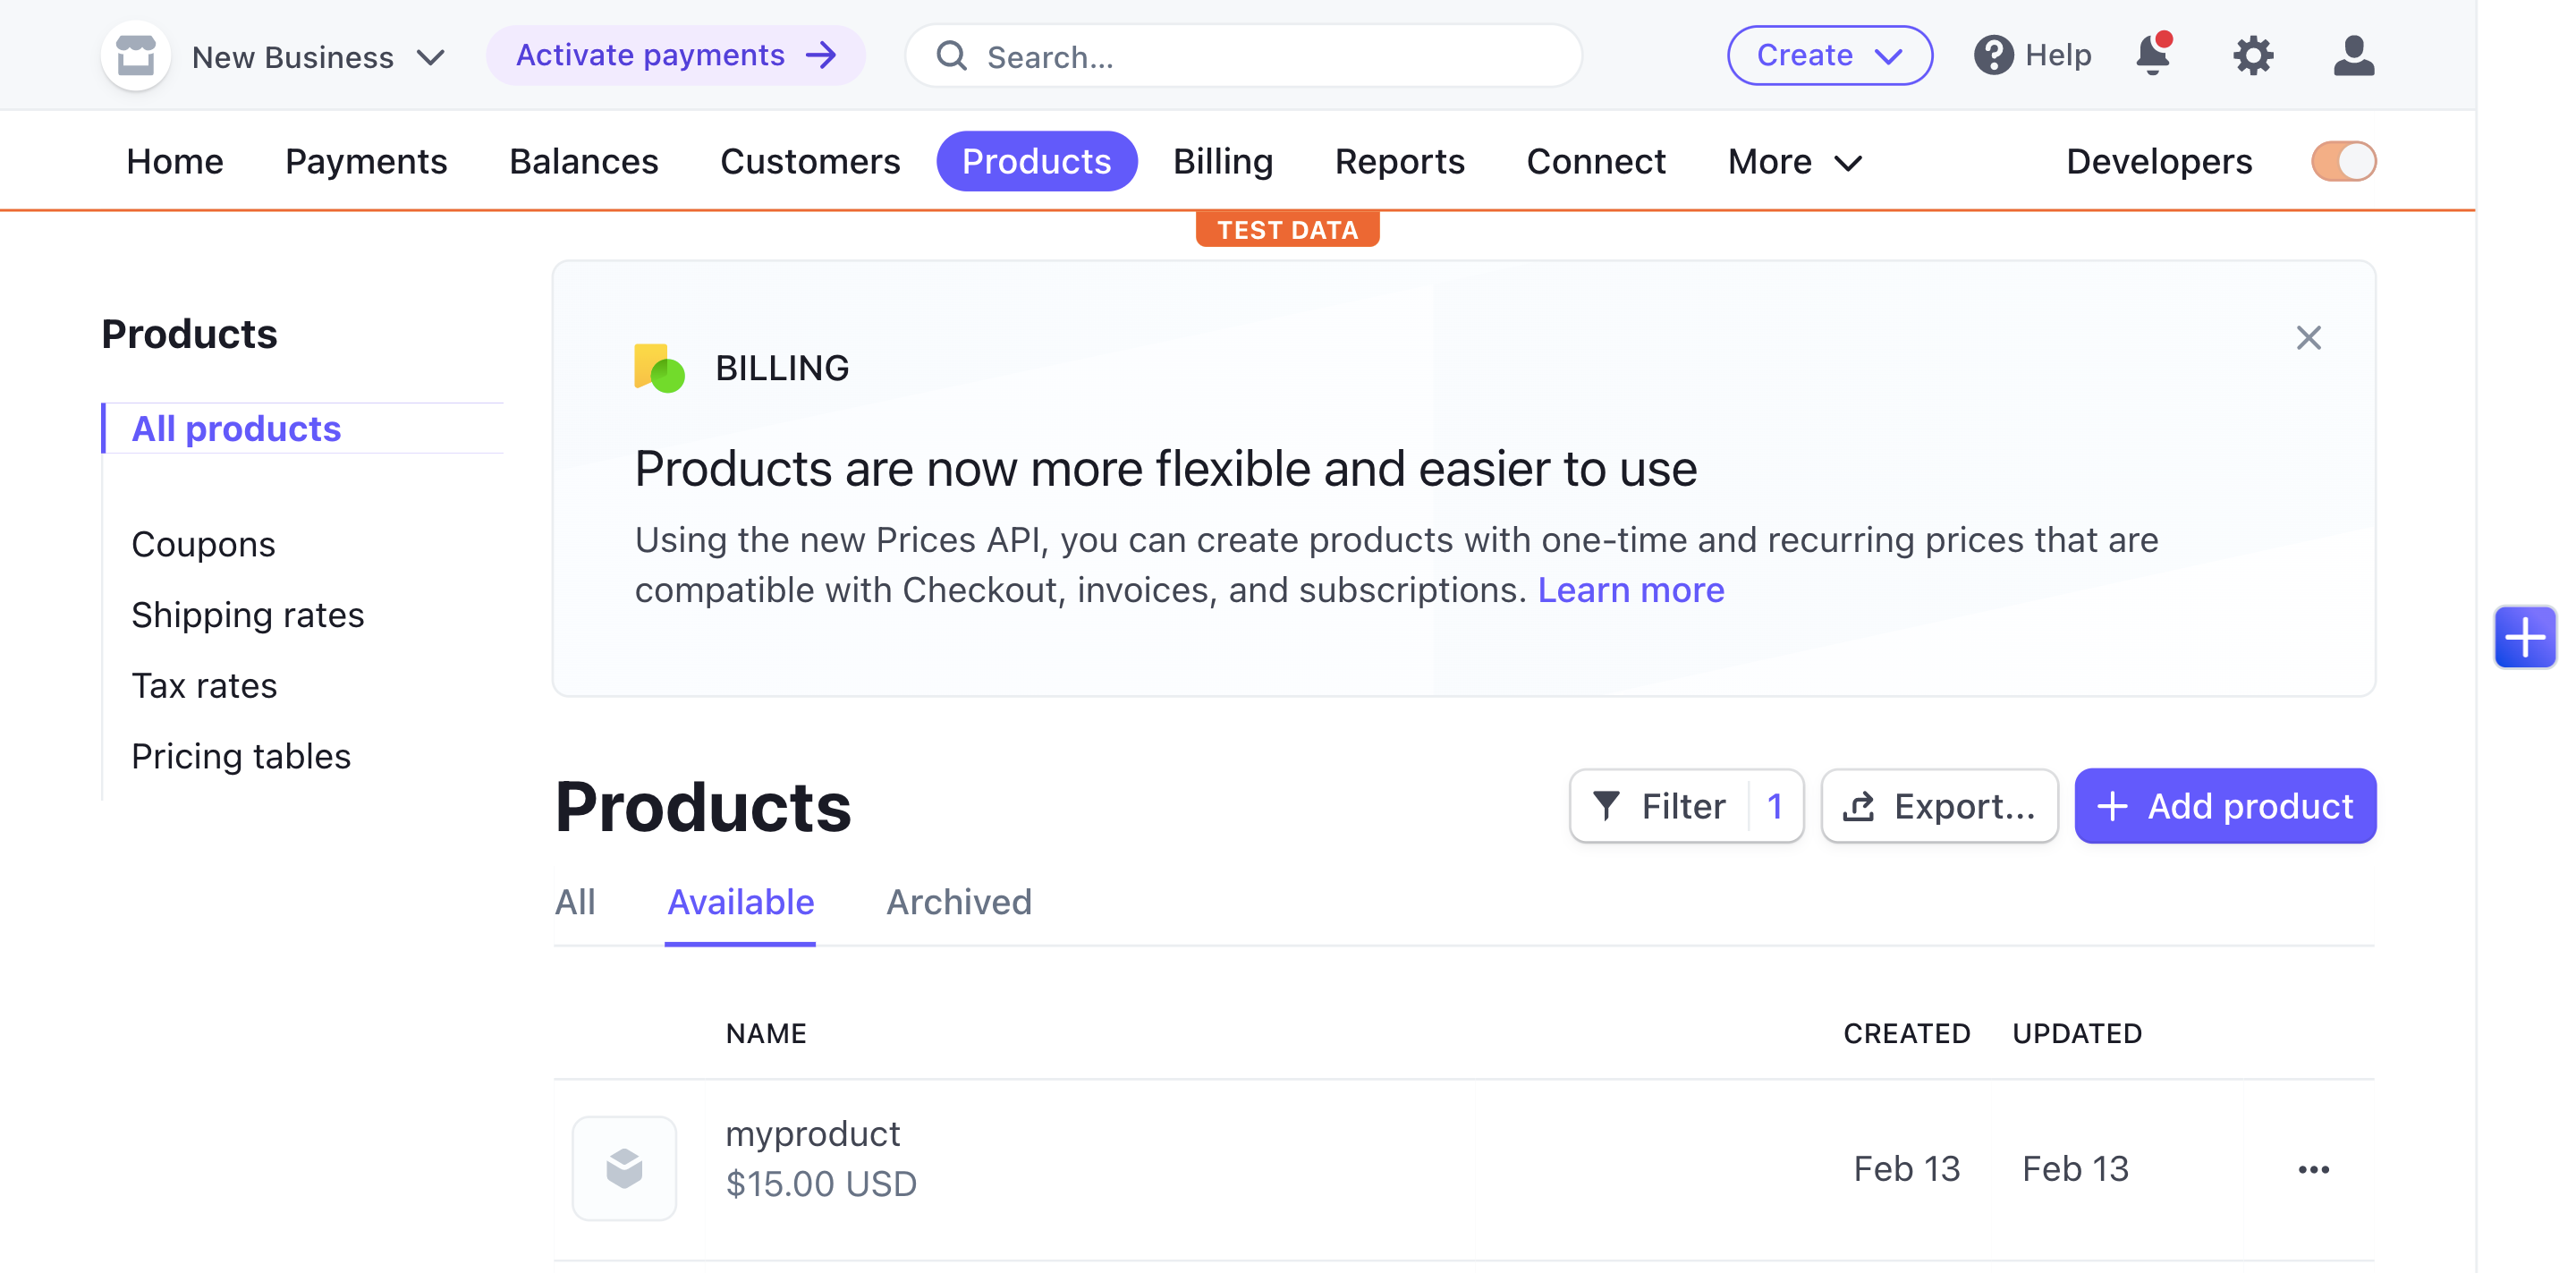 New Business
Activate payments
Search...
Create
Help
Home
Payments
Balances
Customers
Products
Billing
Reports
Connect
More
Developers
TEST DATA
Products
All products
Coupons
Shipping rates
Tax rates
Pricing tables
BILLING
Products are now more flexible and easier to use
Using the new Prices API, you can create products with one-time and recurring prices that are
compatible with Checkout, invoices, and subscriptions. Learn more
Products
Filter 1
Export...
Add product
All
Available
Archived
NAME
CREATED
UPDATED
myproduct
$15.00 USD
Feb 13
Feb 13